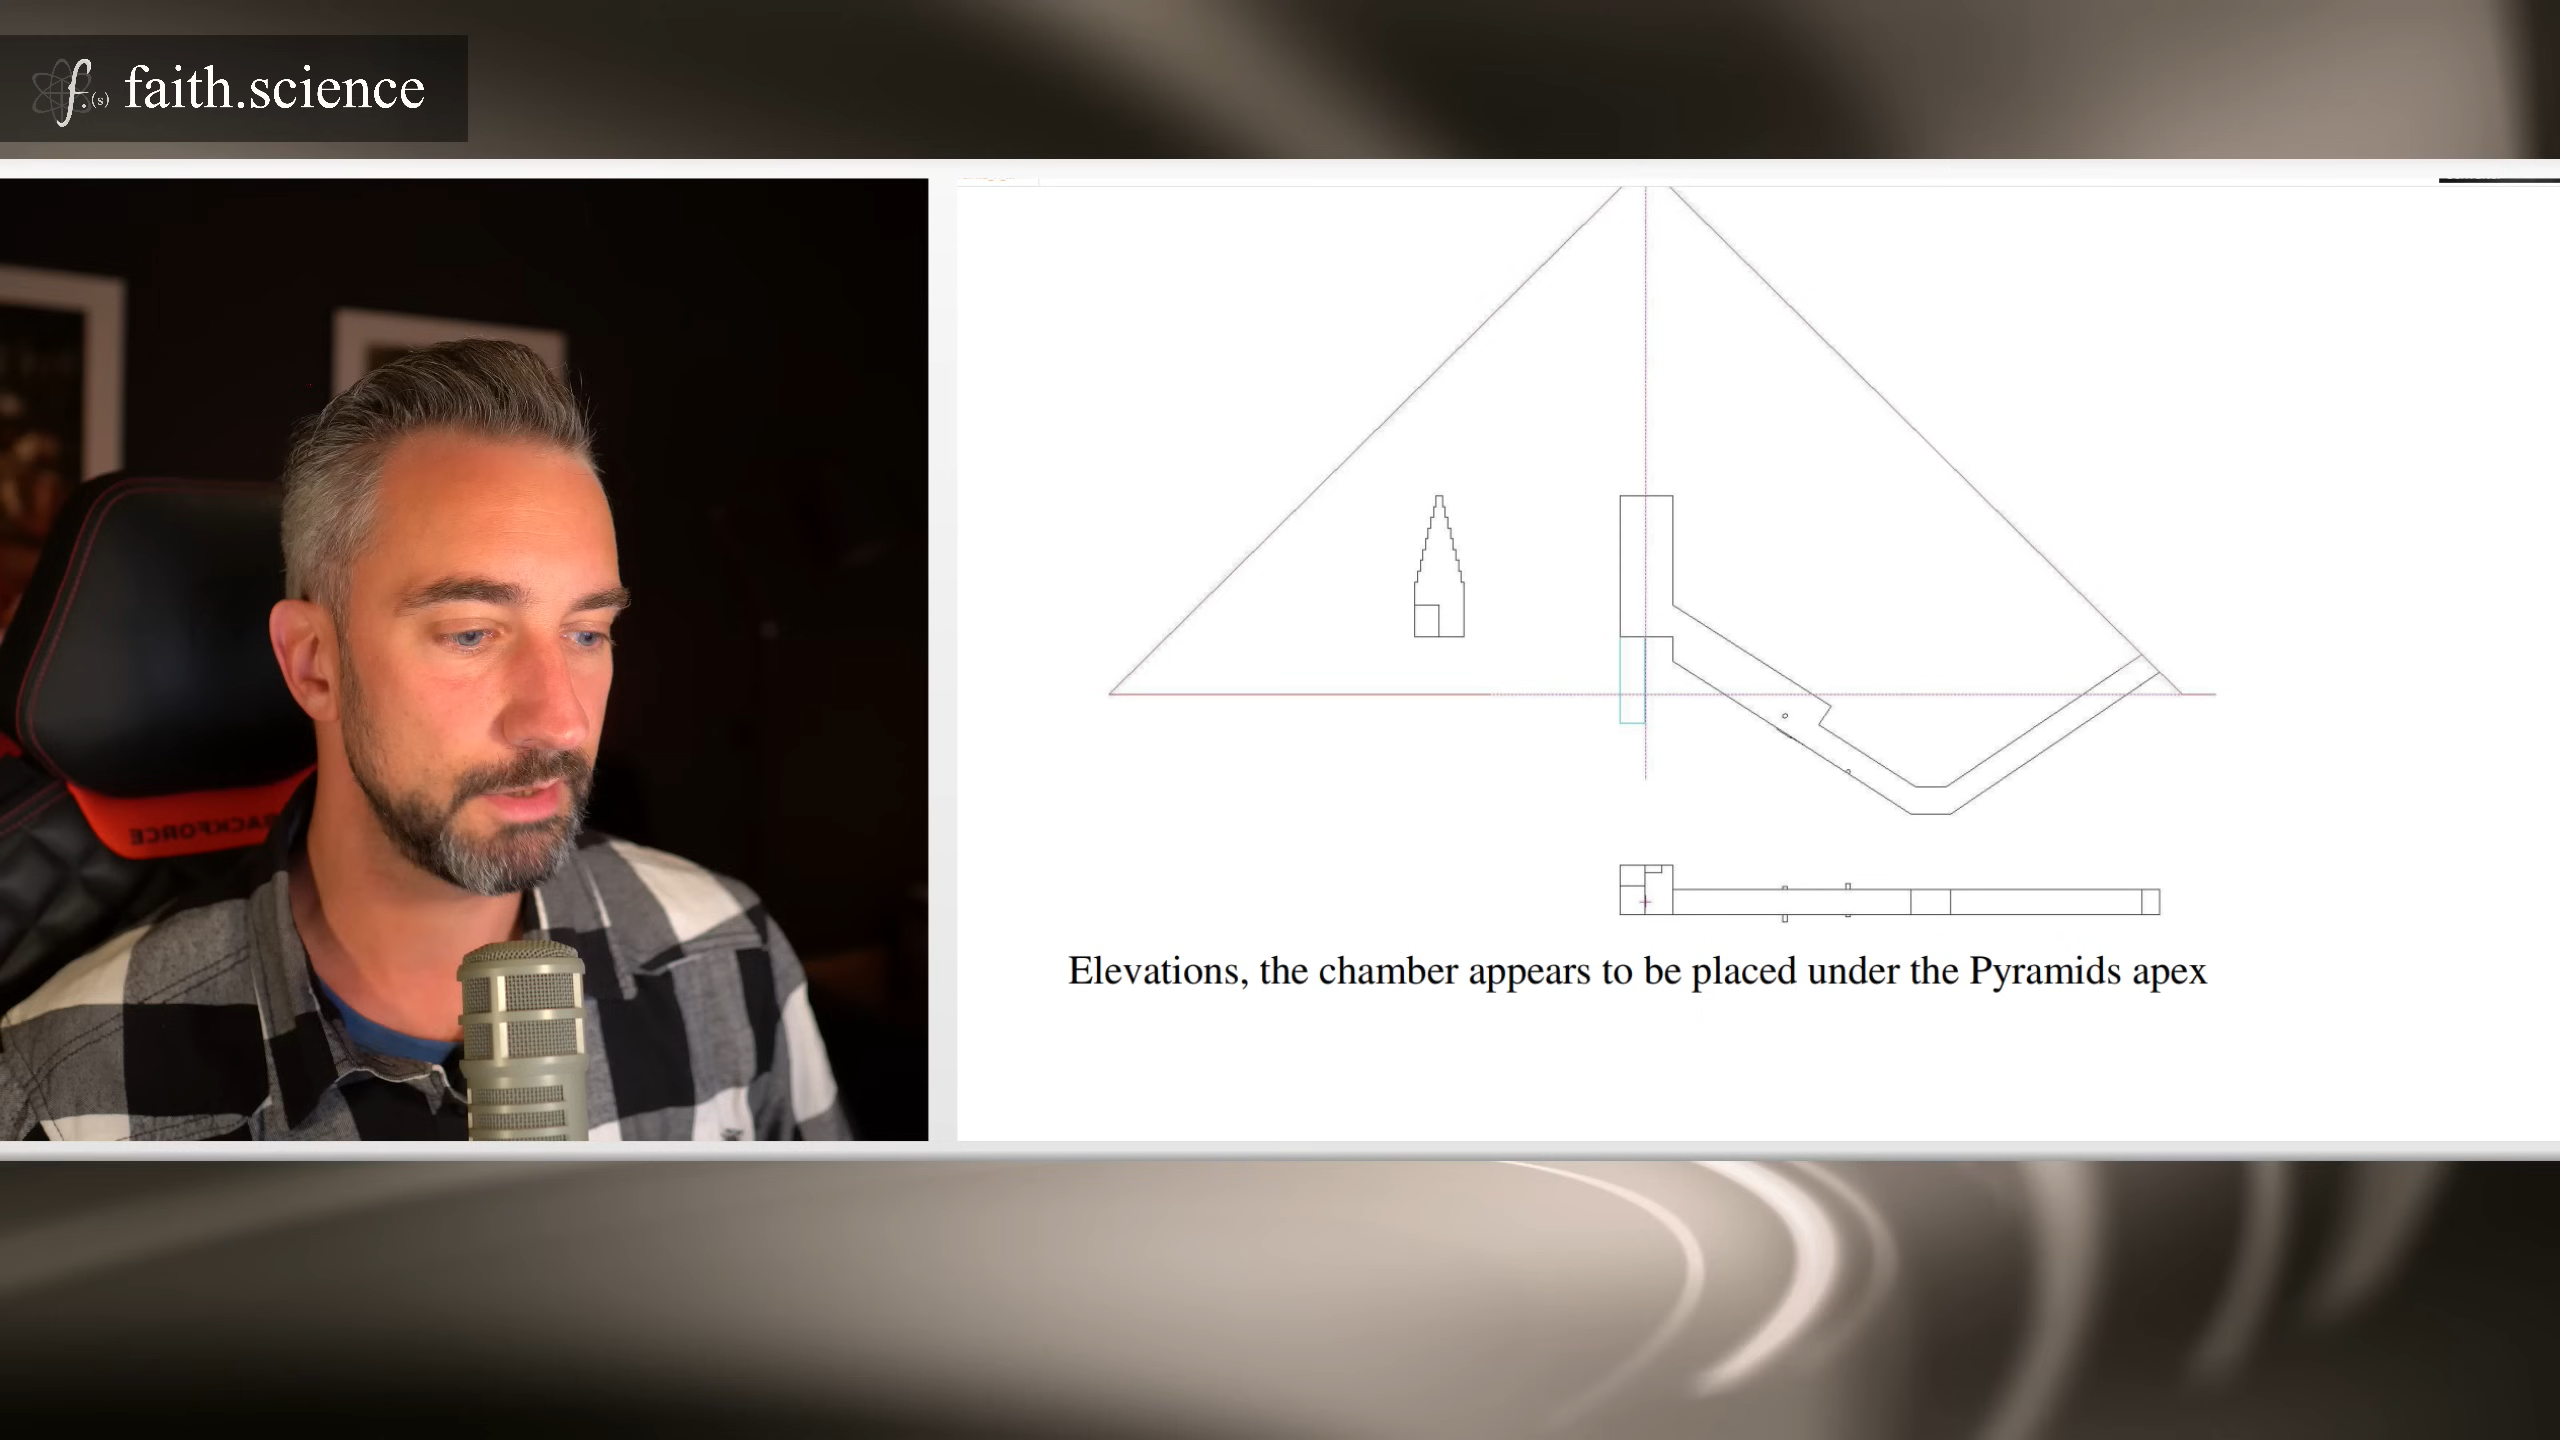 f.(s) faith.science
Elevations, the chamber appears to be placed under the Pyramids apex